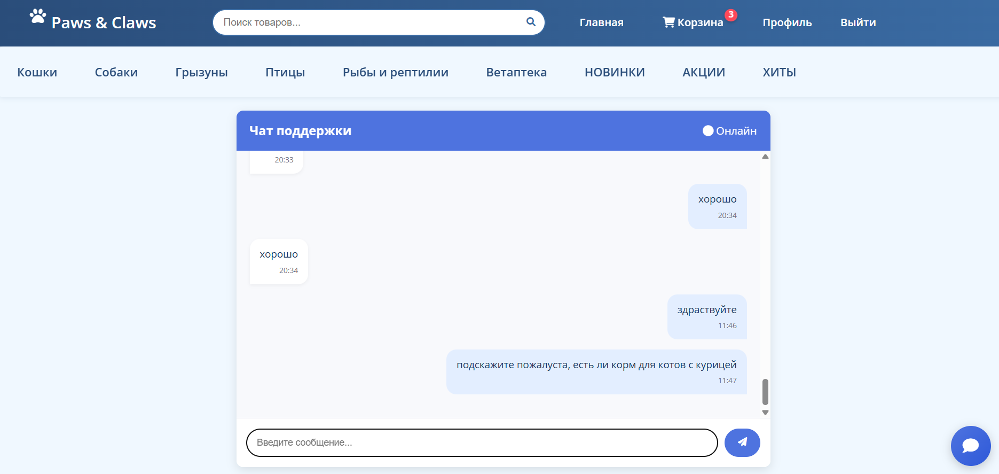 Paws & Claws
Поиск товаров...
Главная
Корзина
3
Профиль
Выйти
Кошки
Собаки
Грызуны
Птицы
Рыбы и рептилии
Ветаптека
НОВИНКИ
АКЦИИ
ХИТЫ
Чат поддержки
Онлайн
20:33
хорошо
20:34
хорошо
20:34
здраствуйте
11:46
подскажите пожалуста, есть ли корм для котов с курицей
11:47
Введите сообщение...